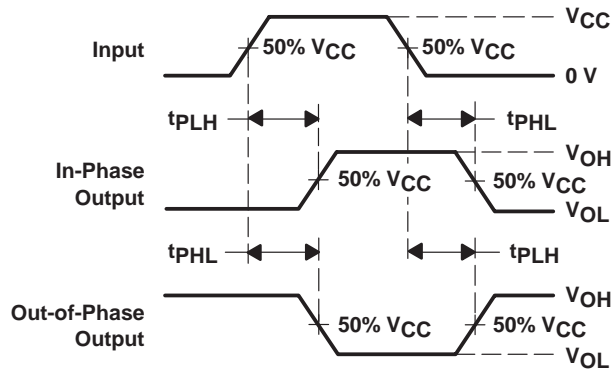 VCC
Input
50% VCC
50% VCC
0 V
tPLH
tPHL
In-Phase
Output
50% VCC
VOH
50% VCC
VOL
tPHL
tPLH
Out-of-Phase
Output
50% VCC
VOH
50% VCC
VOL